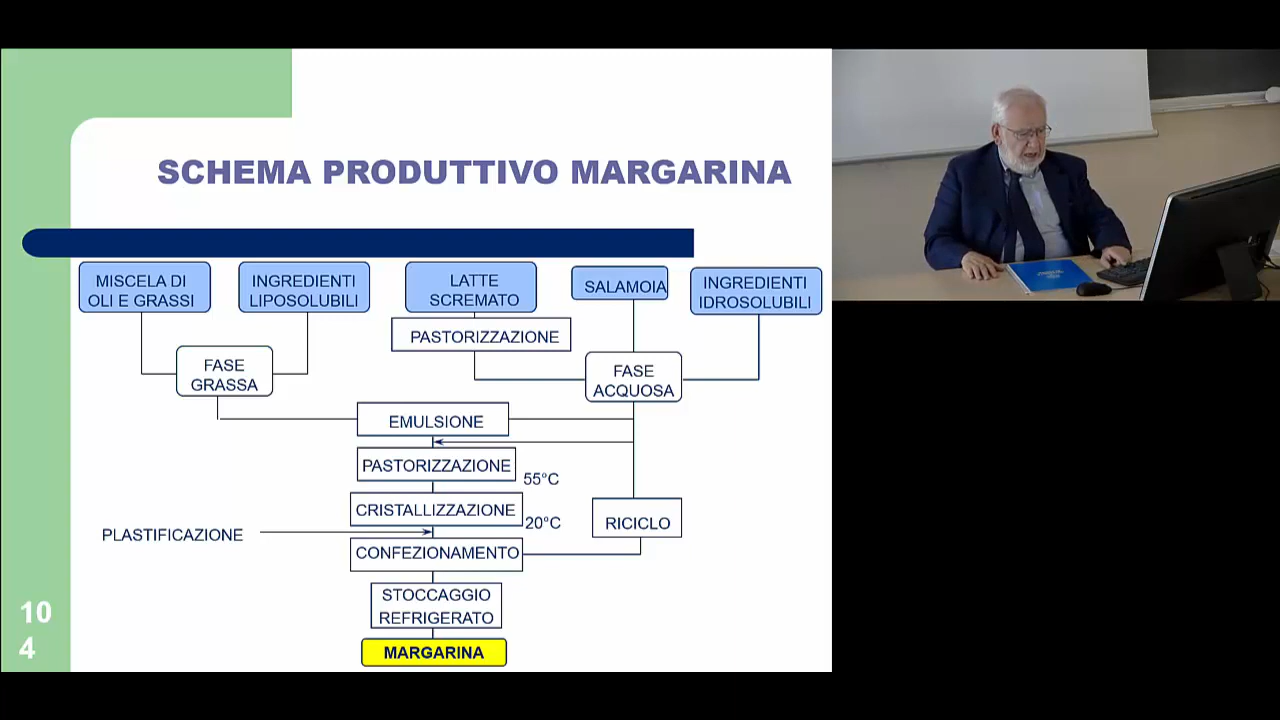 SCHEMA PRODUTTIVO MARGARINA
MISCELA DI
OLI E GRASSI
INGREDIENTI
LIPOSOLUBILI
LATTE
SCREMATO
SALAMOIA
INGREDIENTI
IDROSOLUBILI
PASTORIZZAZIONE
FASE
GRASSA
FASE
ACQUOSA
EMULSIONE
PASTORIZZAZIONE
55°C
CRISTALLIZZAZIONE
20°C
RICICLO
PLASTIFICAZIONE
CONFEZIONAMENTO
STOCCAGGIO
REFRIGERATO
MARGARINA
10
4